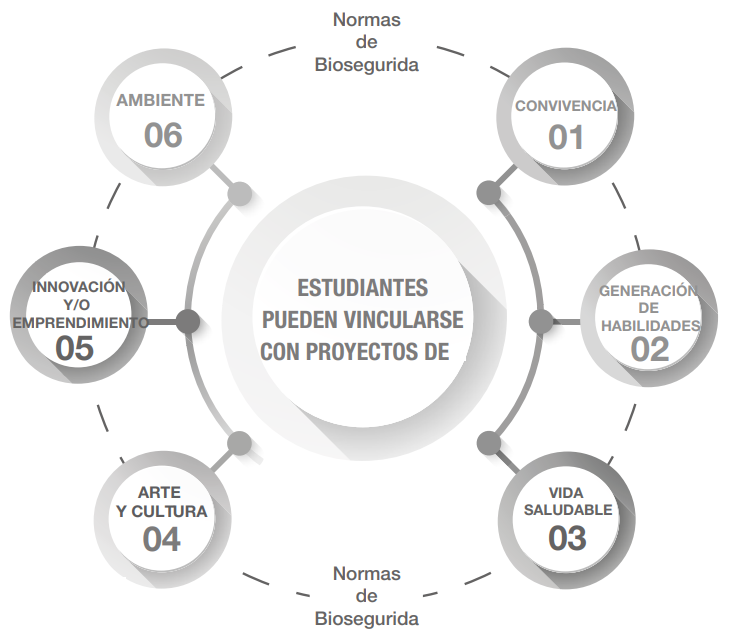 Normas
de
Biosegurida
AMBIENTE
06
CONVIVENCIA
01
INNOVACIÓN
Y/O
EMPRENDIMIENTO
05
ESTUDIANTES
PUEDEN VINCULARSE
CON PROYECTOS DE
GENERACIÓN
DE
HABILIDADES
02
ARTE
Y CULTURA
04
VIDA
SALUDABLE
03
Normas
de
Biosegurida